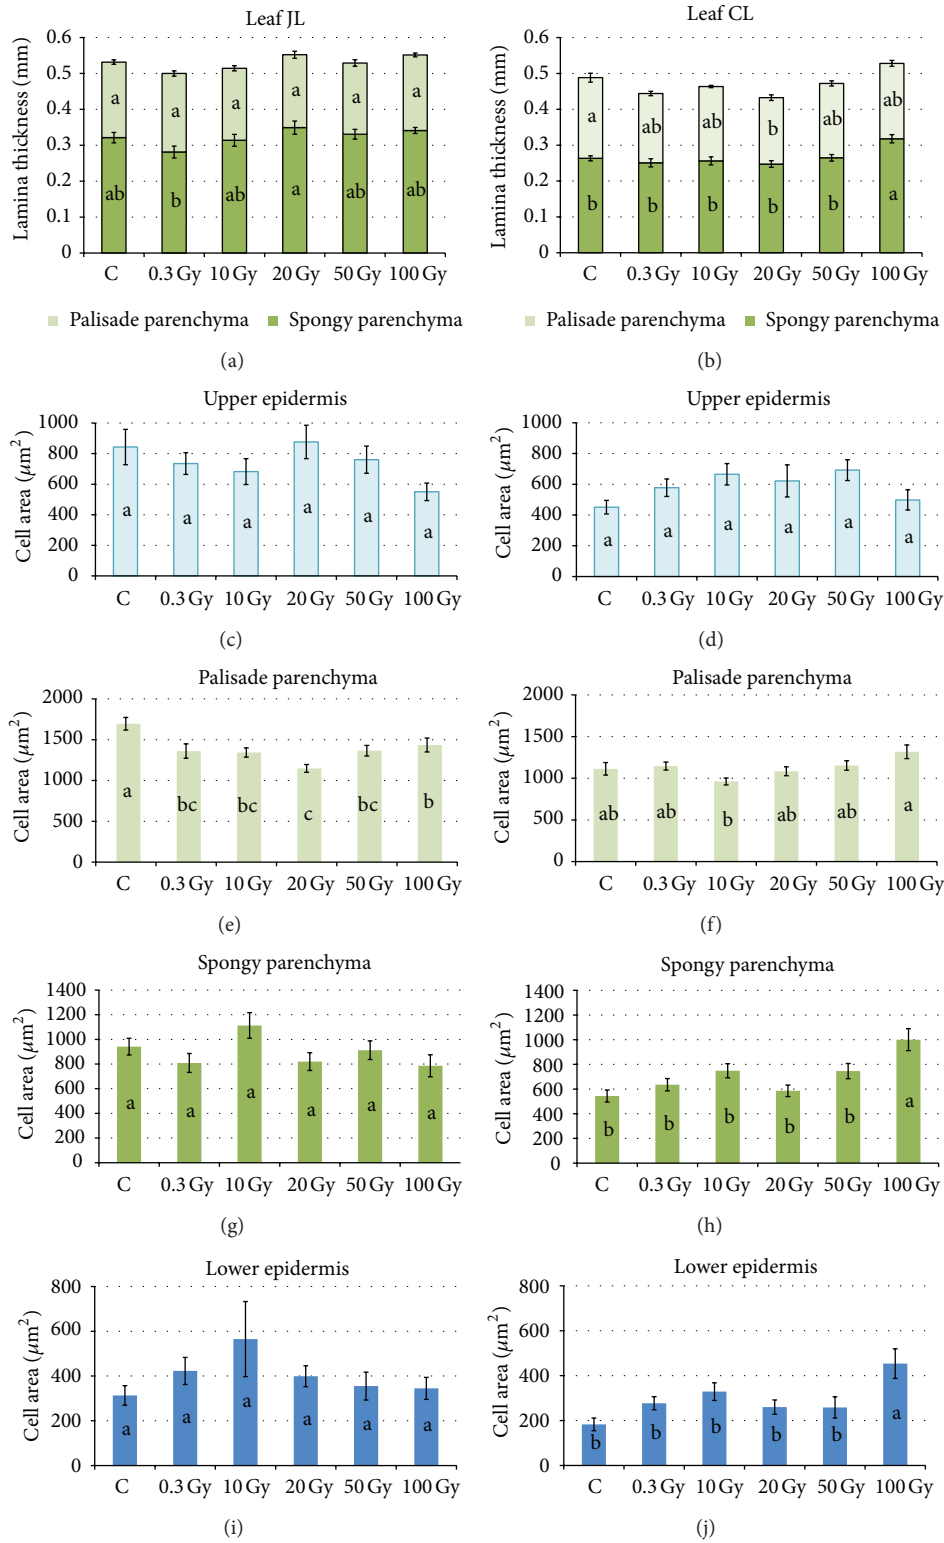 Leaf JL
Lamina thickness (mm)
0.6
0.5
0.4
0.3
0.2
0.1
0
a a a a a a
ab b ab a ab ab
C 0.3 Gy 10 Gy 20 Gy 50 Gy 100 Gy
Palisade parenchyma Spongy parenchyma
(a)
Leaf CL
Lamina thickness (mm)
0.6
0.5
0.4
0.3
0.2
0.1
0
a ab ab b ab ab
b b b b b a
C 0.3 Gy 10 Gy 20 Gy 50 Gy 100 Gy
Palisade parenchyma Spongy parenchyma
(b)
Upper epidermis
Cell area (μm²)
1000
800
600
400
200
0
a a a a a a
C 0.3 Gy 10 Gy 20 Gy 50 Gy 100 Gy
(c)
Upper epidermis
Cell area (μm²)
1000
800
600
400
200
0
a a a a a a
C 0.3 Gy 10 Gy 20 Gy 50 Gy 100 Gy
(d)
Palisade parenchyma
Cell area (μm²)
2000
1500
1000
500
0
a bc bc c bc b
C 0.3 Gy 10 Gy 20 Gy 50 Gy 100 Gy
(e)
Palisade parenchyma
Cell area (μm²)
2000
1500
1000
500
0
ab ab b ab ab a
C 0.3 Gy 10 Gy 20 Gy 50 Gy 100 Gy
(f)
Spongy parenchyma
Cell area (μm²)
1400
1200
1000
800
600
400
200
0
a a a a a a
C 0.3 Gy 10 Gy 20 Gy 50 Gy 100 Gy
(g)
Spongy parenchyma
Cell area (μm²)
1400
1200
1000
800
600
400
200
0
b b b b b a
C 0.3 Gy 10 Gy 20 Gy 50 Gy 100 Gy
(h)
Lower epidermis
Cell area (μm²)
800
600
400
200
0
a a a a a a
C 0.3 Gy 10 Gy 20 Gy 50 Gy 100 Gy
(i)
Lower epidermis
Cell area (μm²)
800
600
400
200
0
b b b b b a
C 0.3 Gy 10 Gy 20 Gy 50 Gy 100 Gy
(j)